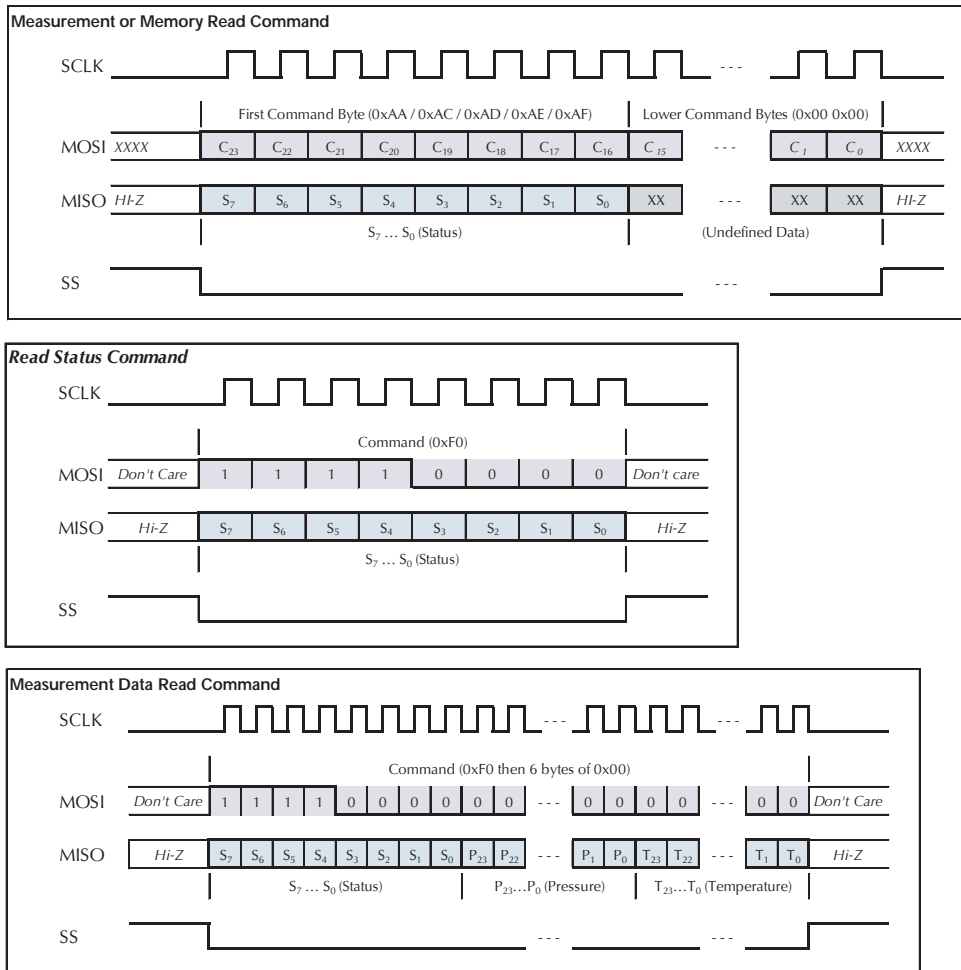 Measurement or Memory Read Command
SCLK - - -
First Command Byte (0xAA / 0xAC / 0xAD / 0xAE / 0xAF) Lower Command Bytes (0x00 0x00)
MOSI XXXX C23 C22 C21 C20 C19 C18 C17 C16 C15 - - - C1 C0 XXXX
MISO HI-Z S7 S6 S5 S4 S3 S2 S1 S0 XX - - - XX XX HI-Z
S7 … S0 (Status) (Undefined Data)
SS - - -
Read Status Command
SCLK
Command (0xF0)
MOSI Don't Care 1 1 1 1 0 0 0 0 Don't care
MISO Hi-Z S7 S6 S5 S4 S3 S2 S1 S0 Hi-Z
S7 … S0 (Status)
SS
Measurement Data Read Command
SCLK - - - - - -
Command (0xF0 then 6 bytes of 0x00)
MOSI Don't Care 1 1 1 1 0 0 0 0 0 0 - - - 0 0 0 0 - - - 0 0 Don't Care
MISO Hi-Z S7 S6 S5 S4 S3 S2 S1 S0 P23 P22 - - - P1 P0 T23 T22 - - - T1 T0 Hi-Z
S7 … S0 (Status) P23…P0 (Pressure) T23…T0 (Temperature)
SS - - - - - -